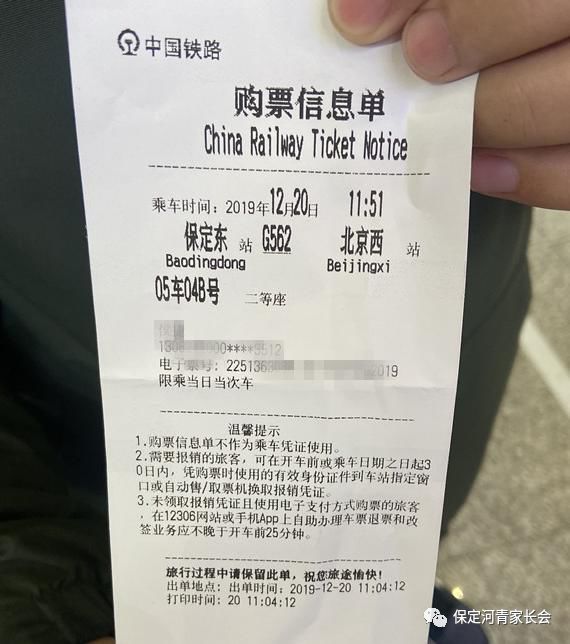 中国铁路
购票信息单
China Railway Ticket Notice
乘车时间: 2019年12月20日 11:51
保定东 站 G562 北京西 站
Baodingdong Beijingxi
05车04B号 二等座
****3512
电子票号: 2251363 2019
限乘当日当次车
温馨提示
1.购票信息单不作为乘车凭证使用。
2.需要报销的旅客, 可在开车前或乘车日期之日起3
0日内, 凭购票时使用的有效身份证件到车站指定窗
口或自动售/取票机换取报销凭证。
3.未领取报销凭证且使用电子支付方式购票的旅客
, 在12306网站或手机App上自助办理车票退票和改
签业务应不晚于开车前25分钟。
旅行过程中请保留此单, 祝您旅途愉快!
出单地点: 出单时间: 2019-12-20 11:04:12
打印时间: 20 11:04:12
保定河青家长会